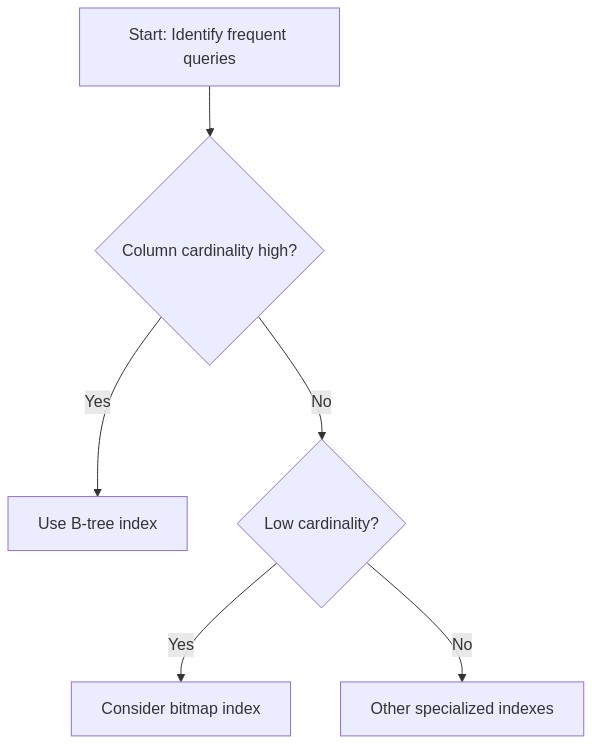 Start: Identify frequent
queries
Column cardinality high?
Yes
No
Use B-tree index
Low cardinality?
Yes
No
Consider bitmap index
Other specialized indexes